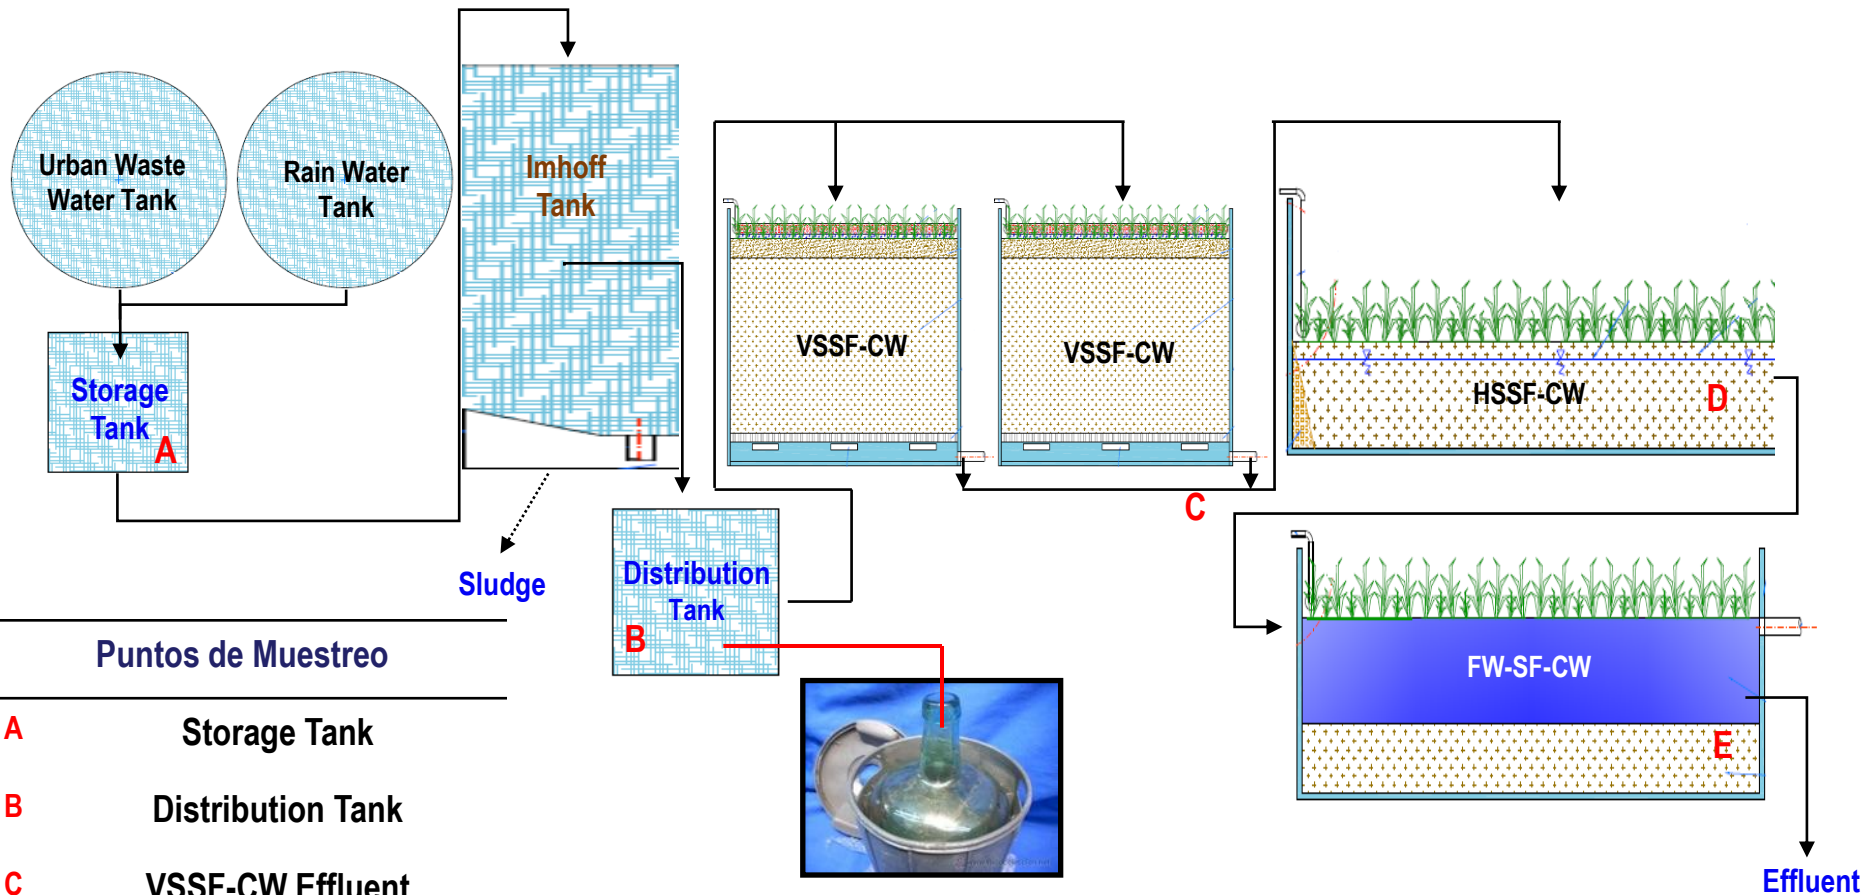 Urban Waste
Water Tank
Rain Water
Tank
Imhoff
Tank
Storage
Tank
A
VSSF-CW
VSSF-CW
HSSF-CW
D
C
Sludge
Distribution
Tank
B
FW-SF-CW
E
Effluent
Puntos de Muestreo
A Storage Tank
B Distribution Tank
C VSSF-CW Effluent